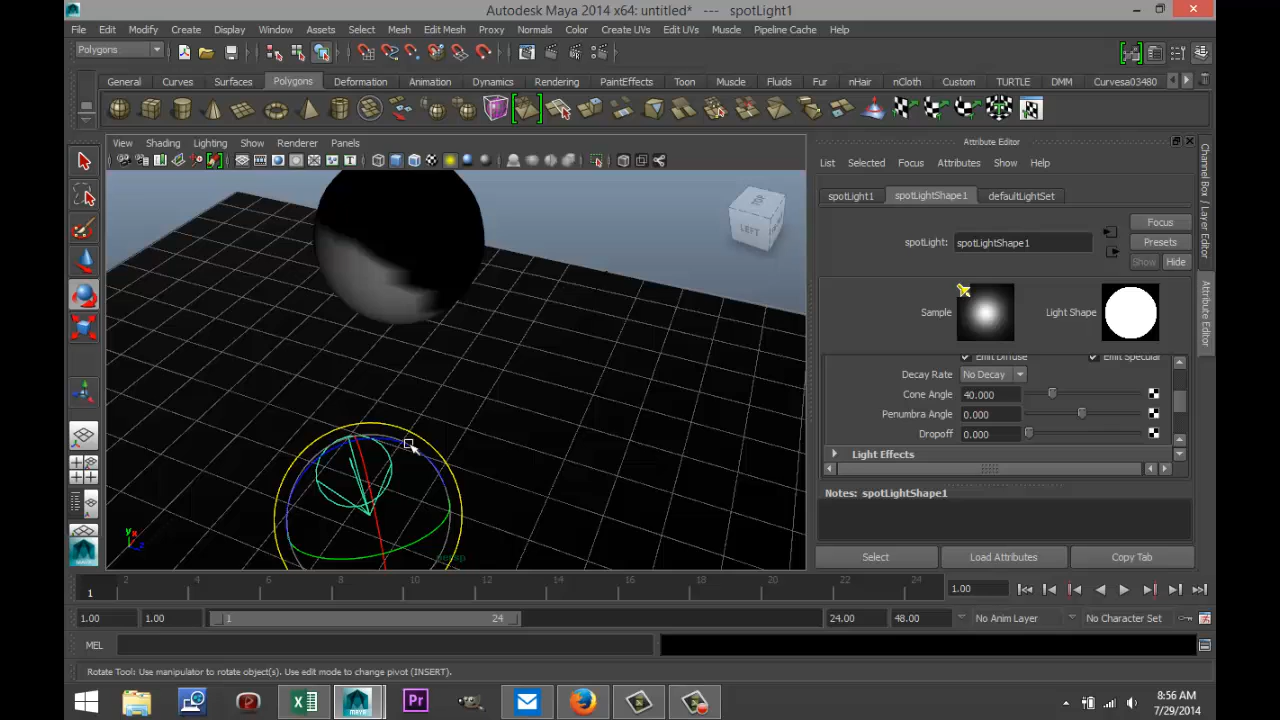 Autodesk Maya 2014 x64: untitled* --- spotLight1
File Edit Modify Create Display Window Assets Select Mesh Edit Mesh Proxy Normals Color Create UVs Edit UVs Muscle Pipeline Cache Help
Polygons
General Curves Surfaces Polygons Deformation Animation Dynamics Rendering PaintEffects Toon Muscle Fluids Fur nHair nCloth Custom TURTLE DMM Curvesa03480
View Shading Lighting Show Renderer Panels
Attribute Editor
List Selected Focus Attributes Show Help
spotLight1 spotLightShape1 defaultLightSet
Focus
spotLight: spotLightShape1 Presets
Show Hide
Sample Light Shape
Emit Diffuse Emit Specular
Decay Rate No Decay
Cone Angle 40.000
Penumbra Angle 0.000
Dropoff 0.000
Light Effects
Notes: spotLightShape1
Select Load Attributes Copy Tab
Channel Box / Layer Editor
Attribute Editor
LEFT
y
x
z
persp
2 4 6 8 10 12 14 16 18 20 22 24
1 1.00
1.00 1.00 1 24 24.00 48.00 No Anim Layer No Character Set
MEL
Rotate Tool: Use manipulator to rotate object(s). Use edit mode to change pivot (INSERT).
Pr
8:56 AM
7/29/2014